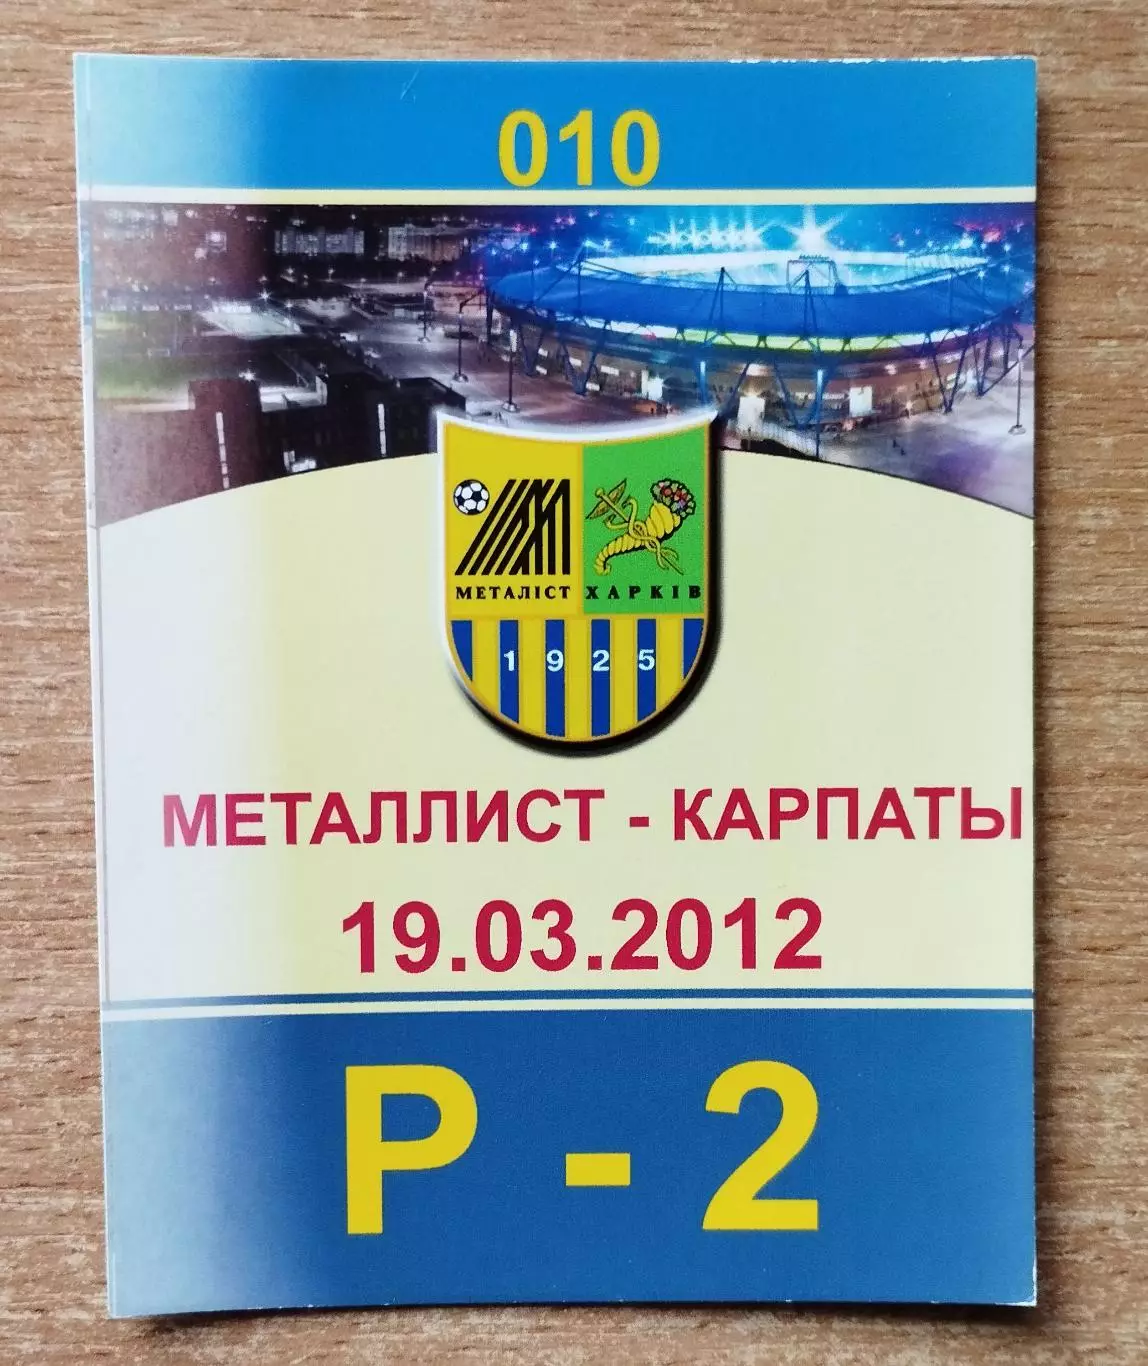 010
МЕТАЛІСТ ХАРКІВ
1925
МЕТАЛЛИСТ - КАРПАТЫ
19.03.2012
Р - 2